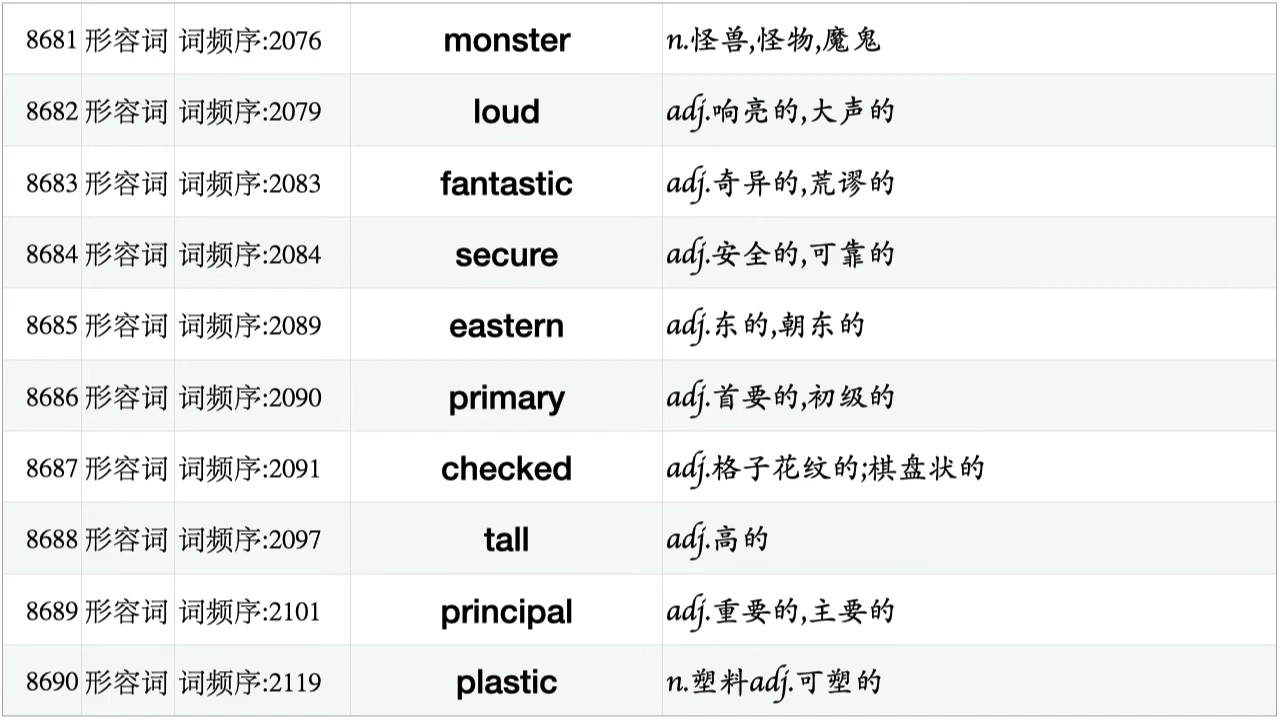 8681 形容词 词频序:2076 monster n.怪兽,怪物,魔鬼
8682 形容词 词频序:2079 loud adj.响亮的,大声的
8683 形容词 词频序:2083 fantastic adj.奇异的,荒谬的
8684 形容词 词频序:2084 secure adj.安全的,可靠的
8685 形容词 词频序:2089 eastern adj.东的,朝东的
8686 形容词 词频序:2090 primary adj.首要的,初级的
8687 形容词 词频序:2091 checked adj.格子花纹的;棋盘状的
8688 形容词 词频序:2097 tall adj.高的
8689 形容词 词频序:2101 principal adj.重要的,主要的
8690 形容词 词频序:2119 plastic n.塑料adj.可塑的